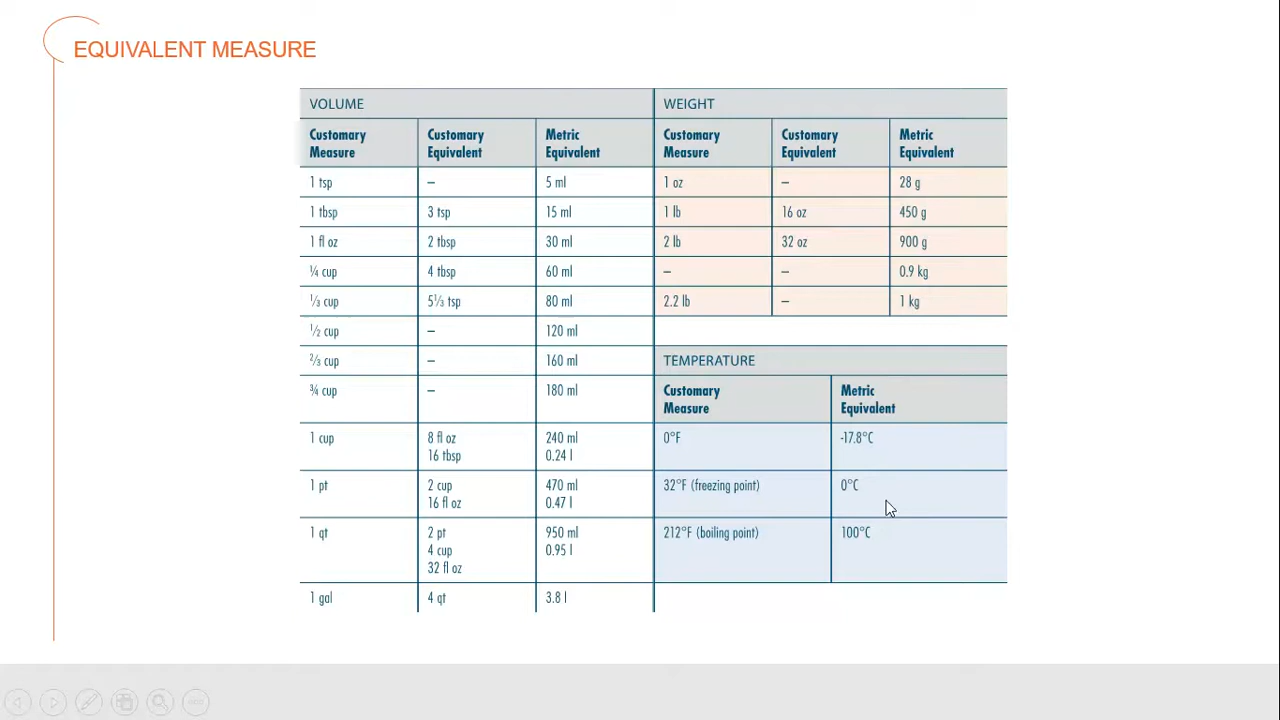 EQUIVALENT MEASURE
VOLUME
Customary Measure | Customary Equivalent | Metric Equivalent
1 tsp | – | 5 ml
1 tbsp | 3 tsp | 15 ml
1 fl oz | 2 tbsp | 30 ml
¼ cup | 4 tbsp | 60 ml
⅓ cup | 5⅓ tsp | 80 ml
½ cup | – | 120 ml
⅔ cup | – | 160 ml
¾ cup | – | 180 ml
1 cup | 8 fl oz | 240 ml
16 tbsp | 0.24 l
1 pt | 2 cup | 470 ml
16 fl oz | 0.47 l
1 qt | 2 pt | 950 ml
4 cup | 0.95 l
32 fl oz
1 gal | 4 qt | 3.8 l
WEIGHT
Customary Measure | Customary Equivalent | Metric Equivalent
1 oz | – | 28 g
1 lb | 16 oz | 450 g
2 lb | 32 oz | 900 g
– | – | 0.9 kg
2.2 lb | – | 1 kg
TEMPERATURE
Customary Measure | Metric Equivalent
0°F | -17.8°C
32°F (freezing point) | 0°C
212°F (boiling point) | 100°C